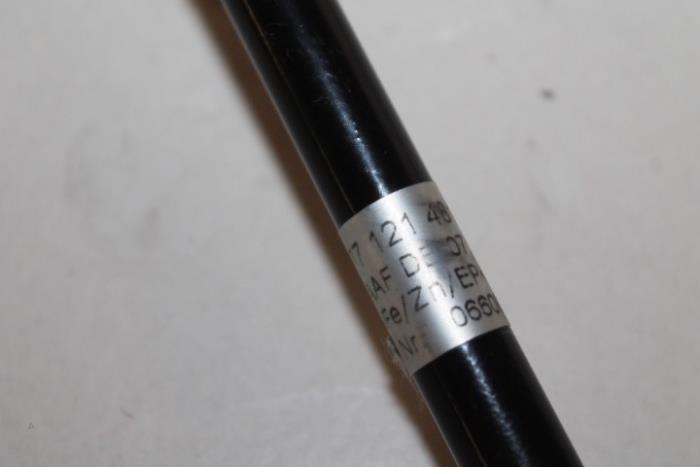 7 121 48
AF DE 07
Fe/Zn/EP
Nr 0660